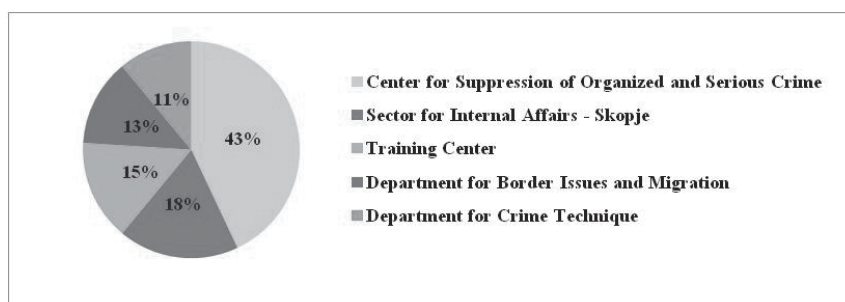 11%
13%
43%
15%
18%
Center for Suppression of Organized and Serious Crime
Sector for Internal Affairs - Skopje
Training Center
Department for Border Issues and Migration
Department for Crime Technique